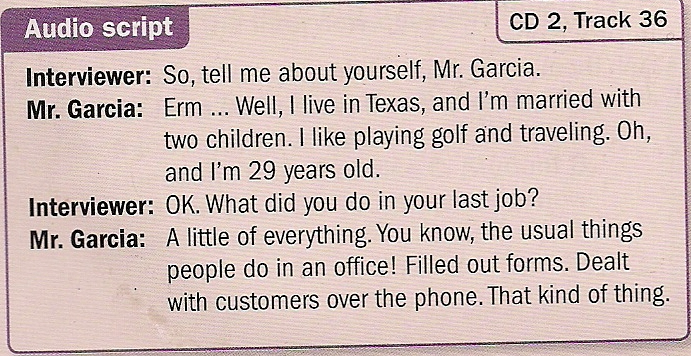 Audio script
CD 2, Track 36
Interviewer: So, tell me about yourself, Mr. Garcia.
Mr. Garcia: Erm ... Well, I live in Texas, and I'm married with
two children. I like playing golf and traveling. Oh,
and I'm 29 years old.
Interviewer: OK. What did you do in your last job?
Mr. Garcia: A little of everything. You know, the usual things
people do in an office! Filled out forms. Dealt
with customers over the phone. That kind of thing.